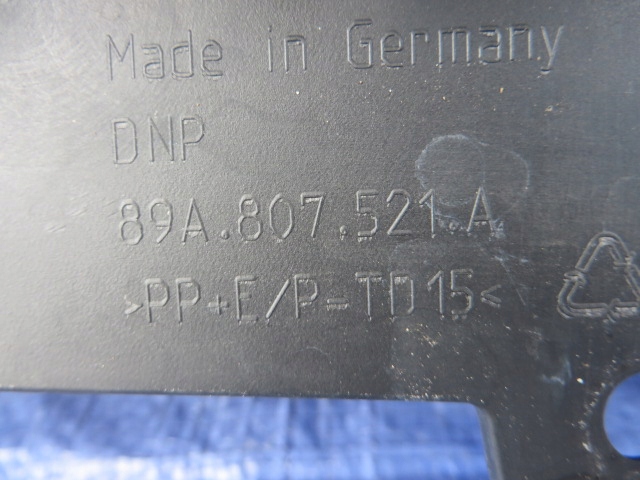 Made in Germany
DNP
89A.807.521.A
>PP+E/P-TD15<